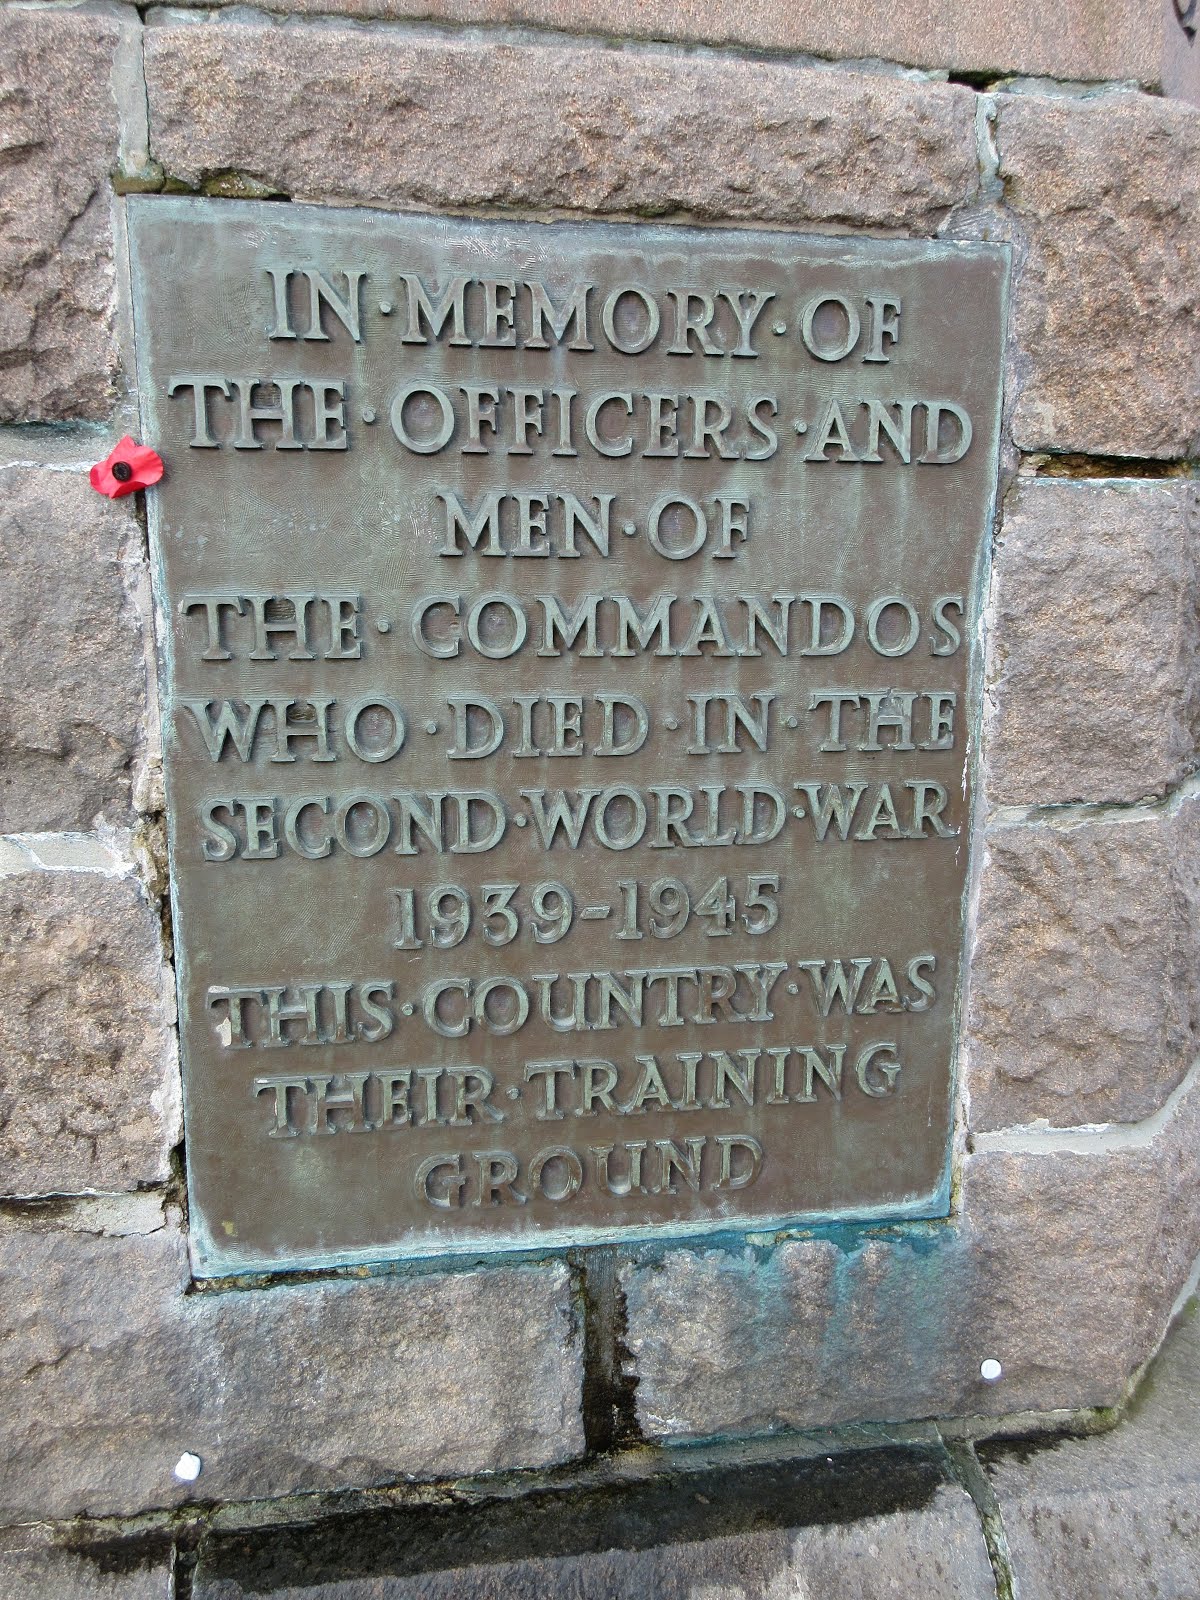 IN·MEMORY·OF
THE·OFFICERS·AND
MEN·OF
THE·COMMANDOS
WHO·DIED·IN·THE
SECOND·WORLD·WAR
1939-1945
THIS·COUNTRY·WAS
THEIR·TRAINING
GROUND